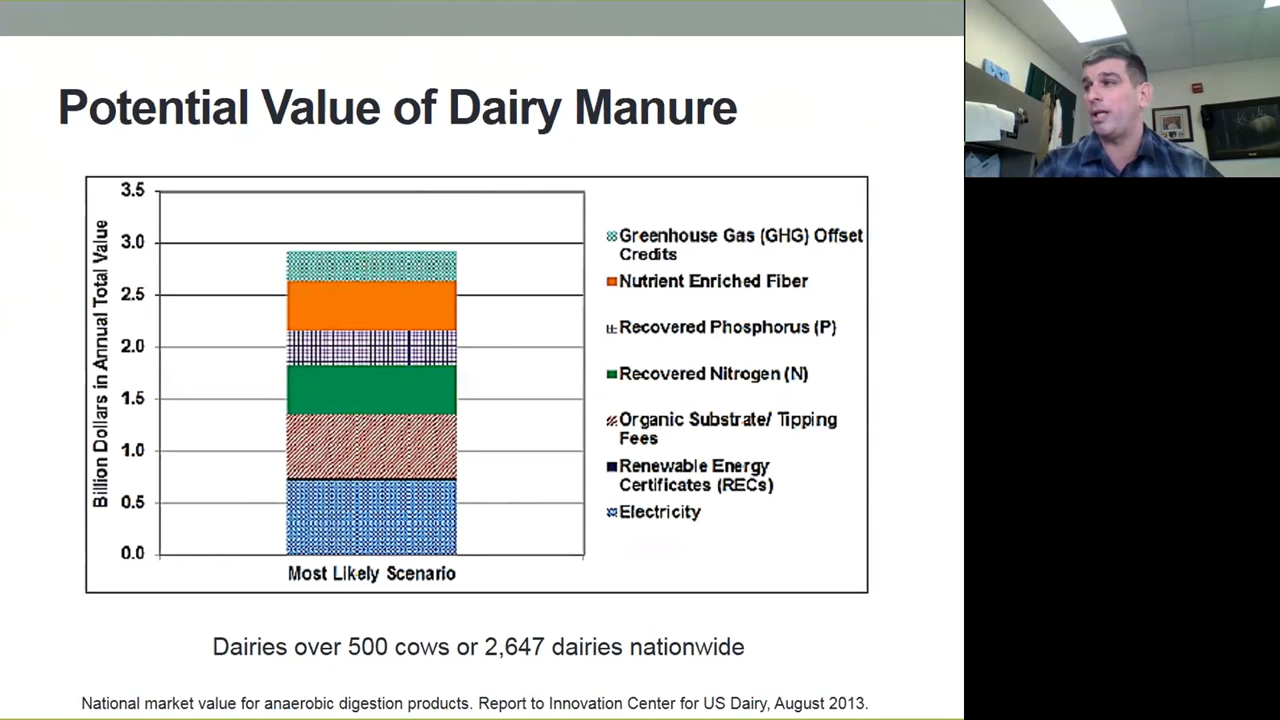 Potential Value of Dairy Manure
Billion Dollars in Annual Total Value
3.5
3.0
2.5
2.0
1.5
1.0
0.5
0.0
Most Likely Scenario
Greenhouse Gas (GHG) Offset
Credits
Nutrient Enriched Fiber
Recovered Phosphorus (P)
Recovered Nitrogen (N)
Organic Substrate/ Tipping
Fees
Renewable Energy
Certificates (RECs)
Electricity
Dairies over 500 cows or 2,647 dairies nationwide
National market value for anaerobic digestion products. Report to Innovation Center for US Dairy, August 2013.